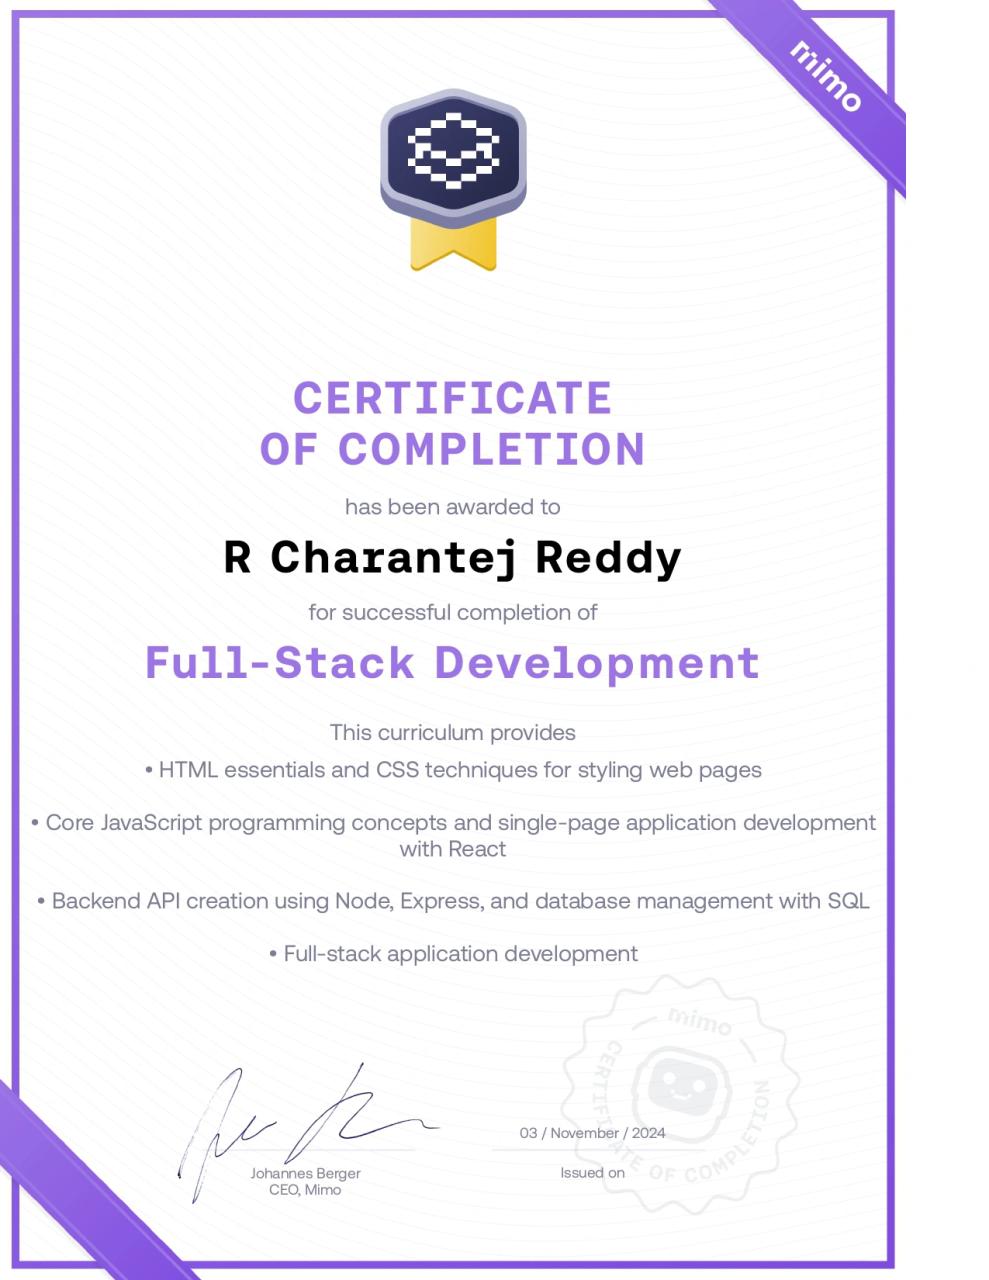 mimo
CERTIFICATE
OF COMPLETION
has been awarded to
R Charantej Reddy
for successful completion of
Full-Stack Development
This curriculum provides
• HTML essentials and CSS techniques for styling web pages
• Core JavaScript programming concepts and single-page application development
with React
• Backend API creation using Node, Express, and database management with SQL
• Full-stack application development
mimo
CERTIFICATE OF COMPLETION
03 / November / 2024
Issued on
Johannes Berger
CEO, Mimo